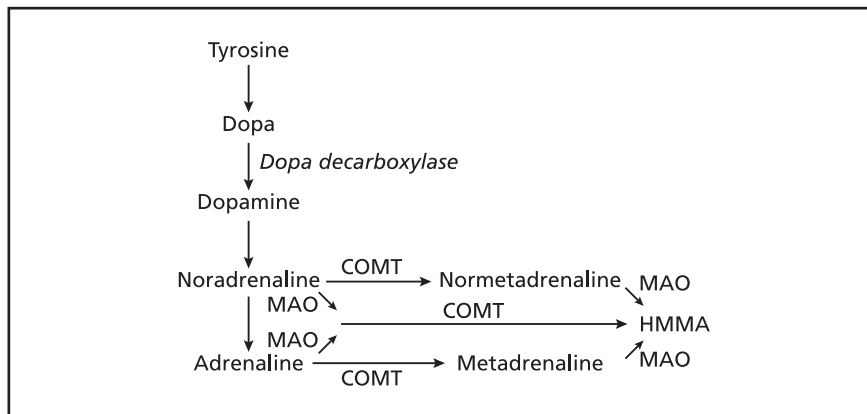 Tyrosine
Dopa
Dopa decarboxylase
Dopamine
Noradrenaline COMT Normetadrenaline MAO
MAO COMT HMMA
MAO
Adrenaline COMT Metadrenaline MAO